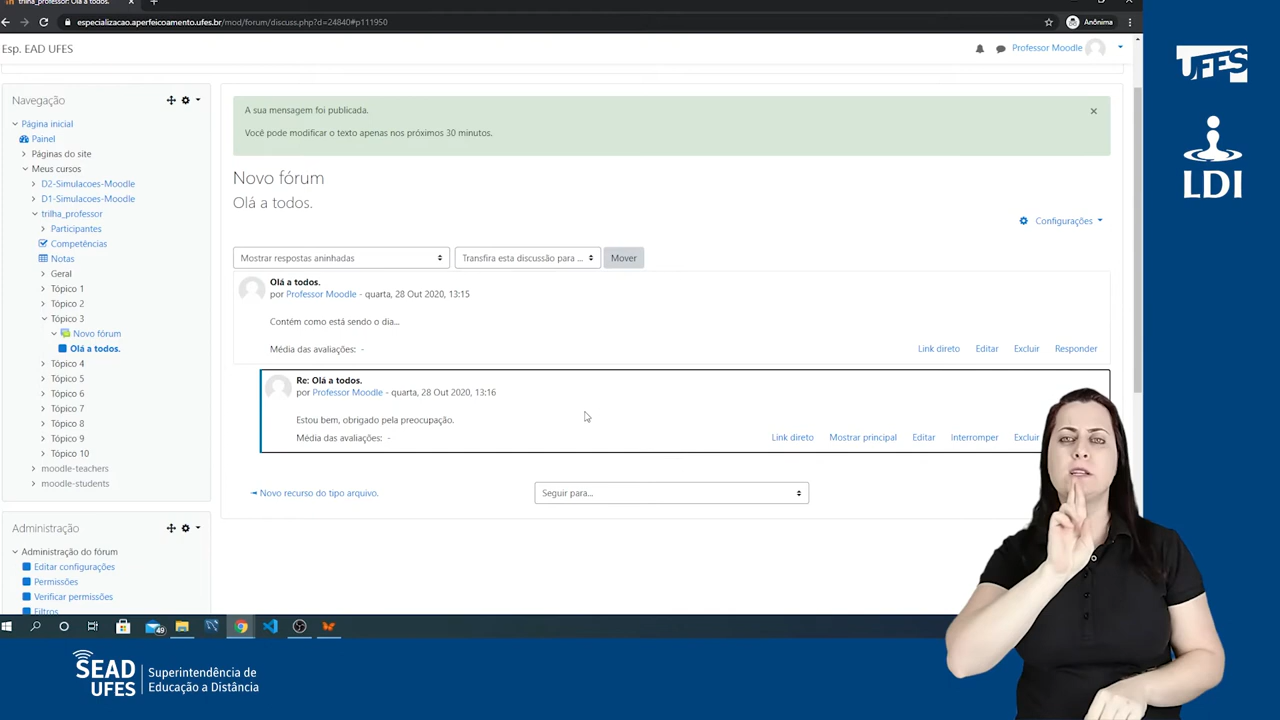 trilha_professor: Olá a todos.
especializacao.aperfeicoamento.ufes.br/mod/forum/discuss.php?d=24840#p111950
Anônima
Esp. EAD UFES
Professor Moodle
Navegação
Página inicial
Painel
Páginas do site
Meus cursos
D2-Simulacoes-Moodle
D1-Simulacoes-Moodle
trilha_professor
Participantes
Competências
Notas
Geral
Tópico 1
Tópico 2
Tópico 3
Novo fórum
Olá a todos.
Tópico 4
Tópico 5
Tópico 6
Tópico 7
Tópico 8
Tópico 9
Tópico 10
moodle-teachers
moodle-students
Administração
Administração do fórum
Editar configurações
Permissões
Verificar permissões
Filtros
A sua mensagem foi publicada.
×
Você pode modificar o texto apenas nos próximos 30 minutos.
Novo fórum
Olá a todos.
Configurações
Mostrar respostas aninhadas
Transfira esta discussão para ...
Mover
Olá a todos.
por Professor Moodle - quarta, 28 Out 2020, 13:15
Contém como está sendo o dia...
Média das avaliações: -
Link direto Editar Excluir Responder
Re: Olá a todos.
por Professor Moodle - quarta, 28 Out 2020, 13:16
Estou bem, obrigado pela preocupação.
Média das avaliações: -
Link direto Mostrar principal Editar Interromper Excluir
◄ Novo recurso do tipo arquivo.
Seguir para...
49
UFES
LDI
SEAD
UFES
Superintendência de
Educação a Distância